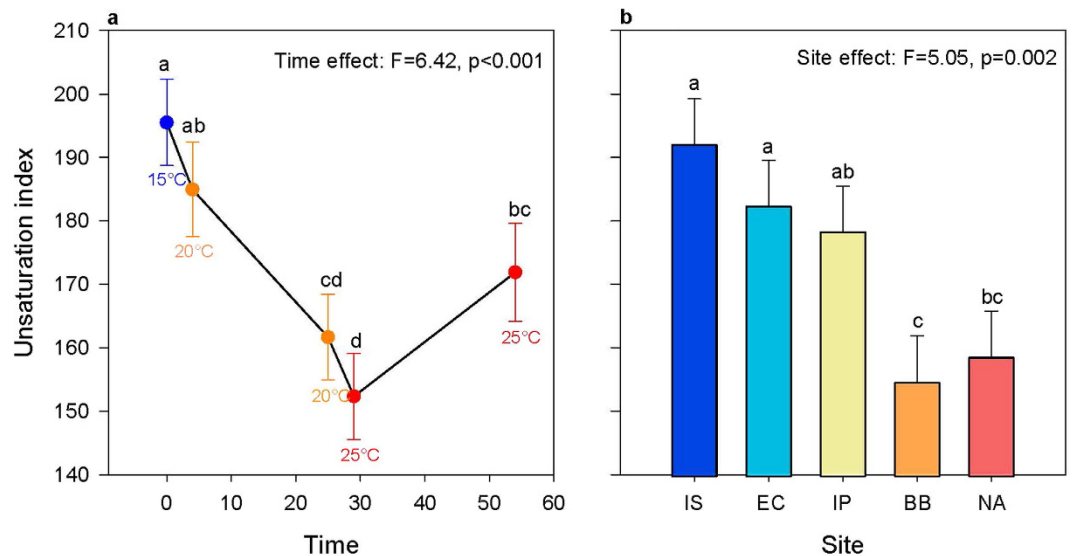 a
Time effect: F=6.42, p<0.001
210
200
190
180
170
160
150
140
Unsaturation index
a
ab
cd
d
bc
15°C
20°C
20°C
25°C
25°C
0
10
20
30
40
50
60
Time
b
Site effect: F=5.05, p=0.002
a
a
ab
c
bc
IS
EC
IP
BB
NA
Site